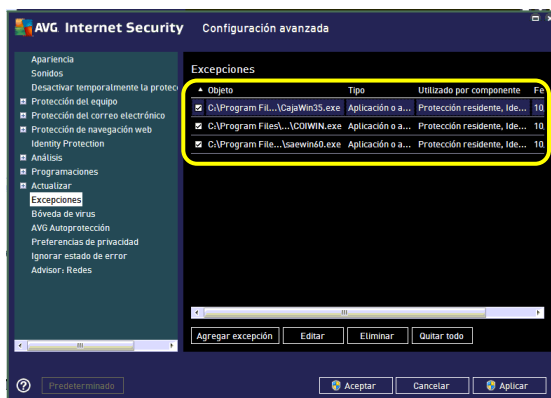 AVG. Internet Security Configuración avanzada
Apariencia
Sonidos
Desactivar temporalmente la protec
Protección del equipo
Protección del correo electrónico
Protección de navegación web
Identity Protection
Análisis
Programaciones
Actualizar
Excepciones
Bóveda de virus
AVG Autoprotección
Preferencias de privacidad
Ignorar estado de error
Advisor: Redes
Excepciones
Objeto Tipo Utilizado por componente Fe
C:\Program Fil...\CajaWin35.exe Aplicación o a... Protección residente, Ide... 10,
C:\Program Files\...\COIWIN.exe Aplicación o a... Protección residente, Ide... 10,
C:\Program File...\saewin60.exe Aplicación o a... Protección residente, Ide... 10,
Agregar excepción Editar Eliminar Quitar todo
Predeterminado Aceptar Cancelar Aplicar